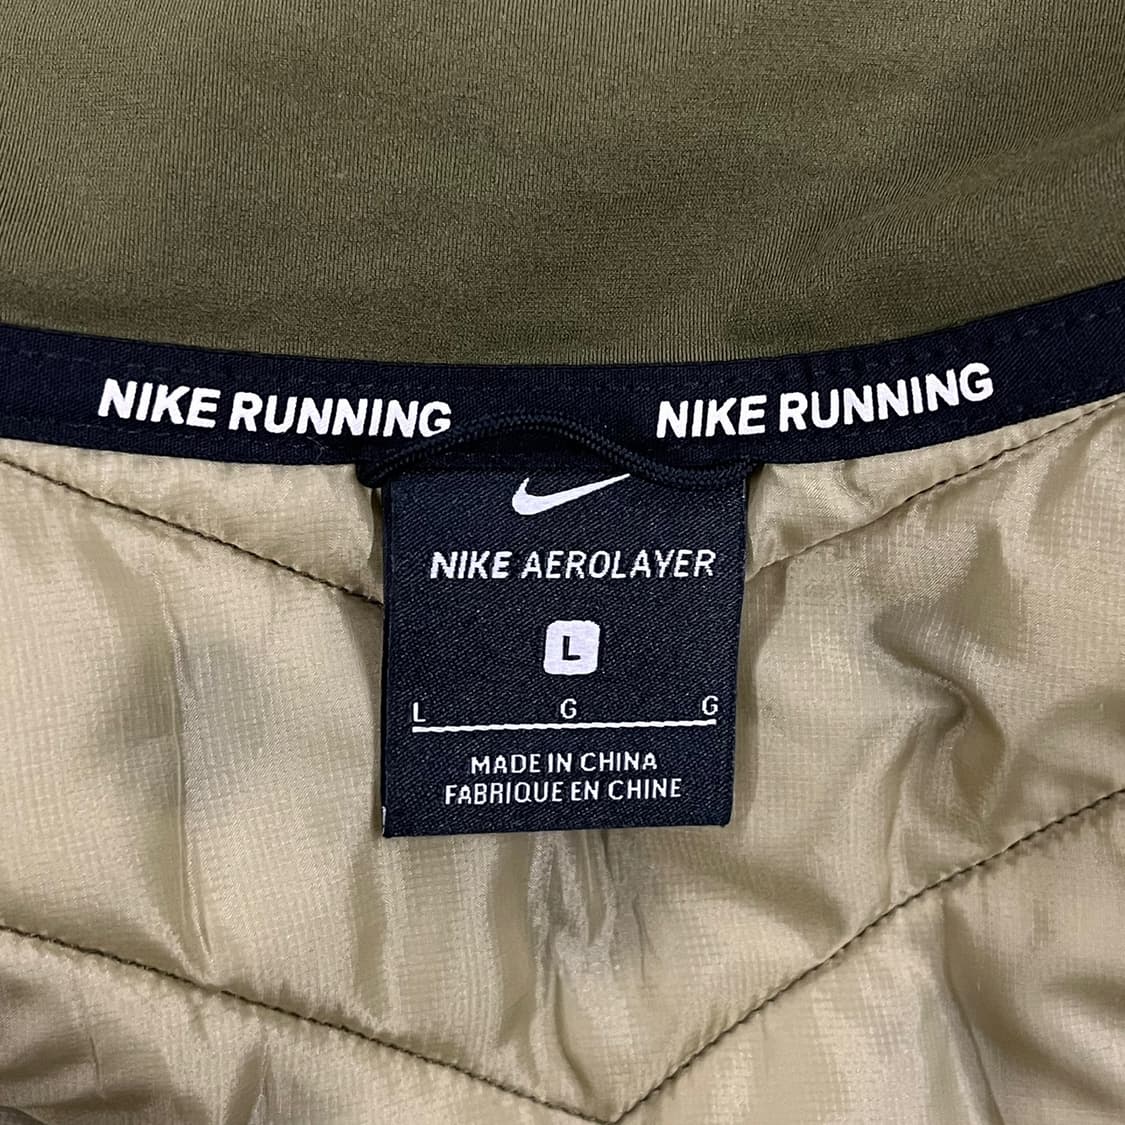 NIKE RUNNING NIKE RUNNING
NIKE AEROLAYER
L
L G G
MADE IN CHINA
FABRIQUE EN CHINE